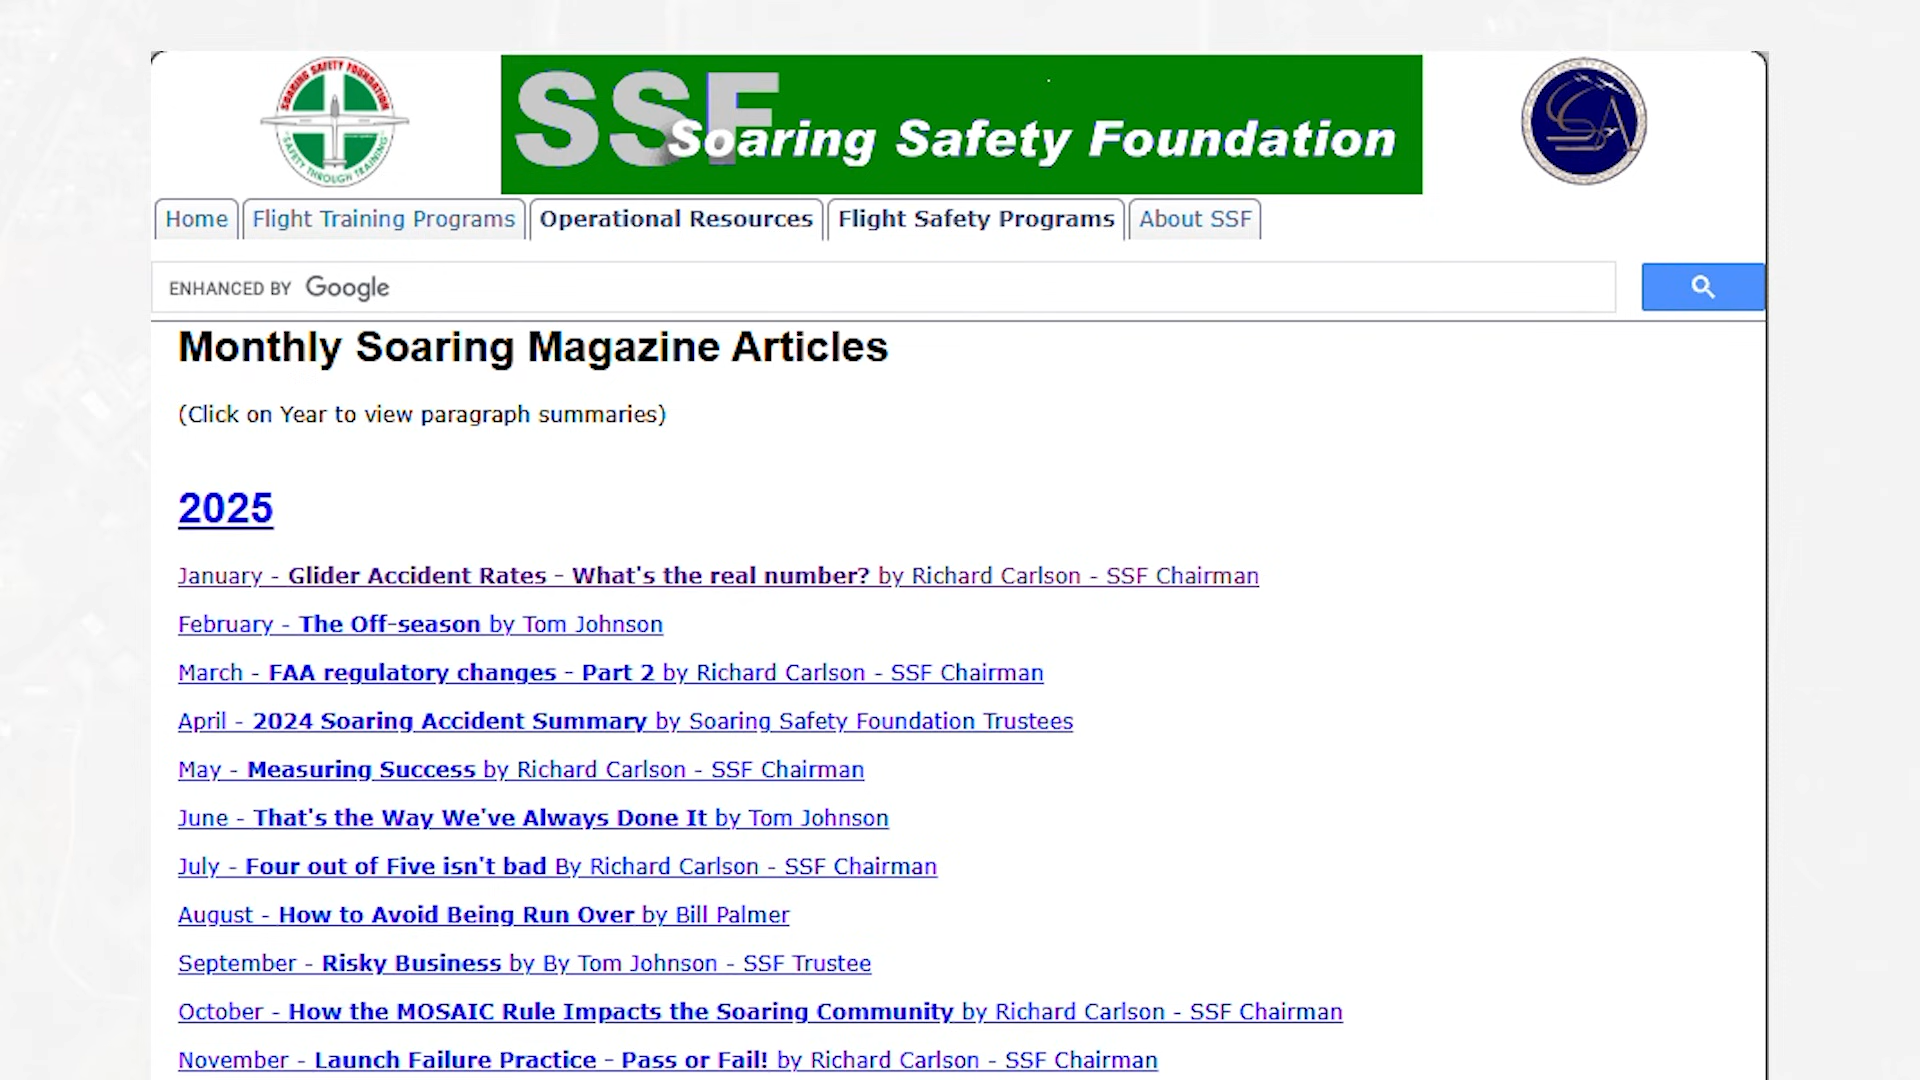 SOARING SAFETY FOUNDATION
SAFETY THROUGH TRAINING
SSF
Soaring Safety Foundation
Home
Flight Training Programs
Operational Resources
Flight Safety Programs
About SSF
ENHANCED BY Google
Monthly Soaring Magazine Articles
(Click on Year to view paragraph summaries)
2025
January - Glider Accident Rates - What's the real number? by Richard Carlson - SSF Chairman
February - The Off-season by Tom Johnson
March - FAA regulatory changes - Part 2 by Richard Carlson - SSF Chairman
April - 2024 Soaring Accident Summary by Soaring Safety Foundation Trustees
May - Measuring Success by Richard Carlson - SSF Chairman
June - That's the Way We've Always Done It by Tom Johnson
July - Four out of Five isn't bad By Richard Carlson - SSF Chairman
August - How to Avoid Being Run Over by Bill Palmer
September - Risky Business by By Tom Johnson - SSF Trustee
October - How the MOSAIC Rule Impacts the Soaring Community by Richard Carlson - SSF Chairman
November - Launch Failure Practice - Pass or Fail! by Richard Carlson - SSF Chairman